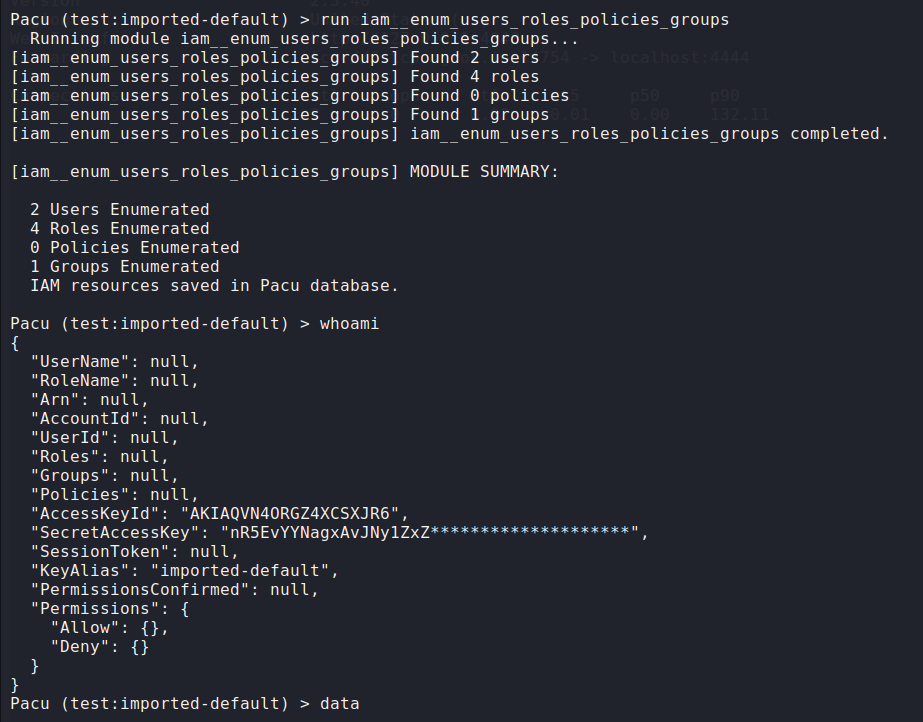 Pacu (test:imported-default) > run iam__enum_users_roles_policies_groups
  Running module iam__enum_users_roles_policies_groups...
[iam__enum_users_roles_policies_groups] Found 2 users
[iam__enum_users_roles_policies_groups] Found 4 roles
[iam__enum_users_roles_policies_groups] Found 0 policies
[iam__enum_users_roles_policies_groups] Found 1 groups
[iam__enum_users_roles_policies_groups] iam__enum_users_roles_policies_groups completed.

[iam__enum_users_roles_policies_groups] MODULE SUMMARY:

  2 Users Enumerated
  4 Roles Enumerated
  0 Policies Enumerated
  1 Groups Enumerated
  IAM resources saved in Pacu database.

Pacu (test:imported-default) > whoami
{
  "UserName": null,
  "RoleName": null,
  "Arn": null,
  "AccountId": null,
  "UserId": null,
  "Roles": null,
  "Groups": null,
  "Policies": null,
  "AccessKeyId": "AKIAQVN4ORGZ4XCSXJR6",
  "SecretAccessKey": "nR5EvYYNagxAvJNy1ZxZ********************",
  "SessionToken": null,
  "KeyAlias": "imported-default",
  "PermissionsConfirmed": null,
  "Permissions": {
    "Allow": {},
    "Deny": {}
  }
}
Pacu (test:imported-default) > data